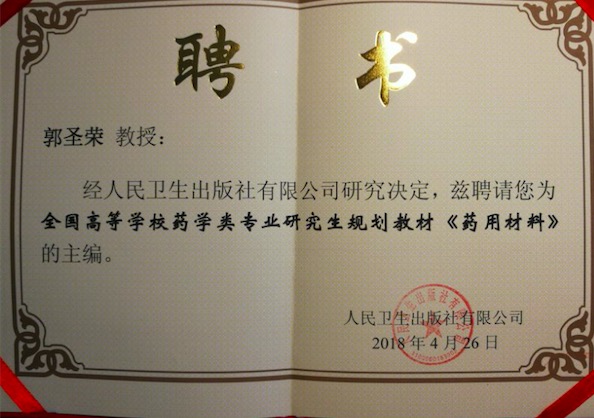 聘书
郭圣荣 教授：
经人民卫生出版社有限公司研究决定，兹聘请您为
全国高等学校药学类专业研究生规划教材《药用材料》
的主编。
人民卫生出版社有限公司
2018年4月26日